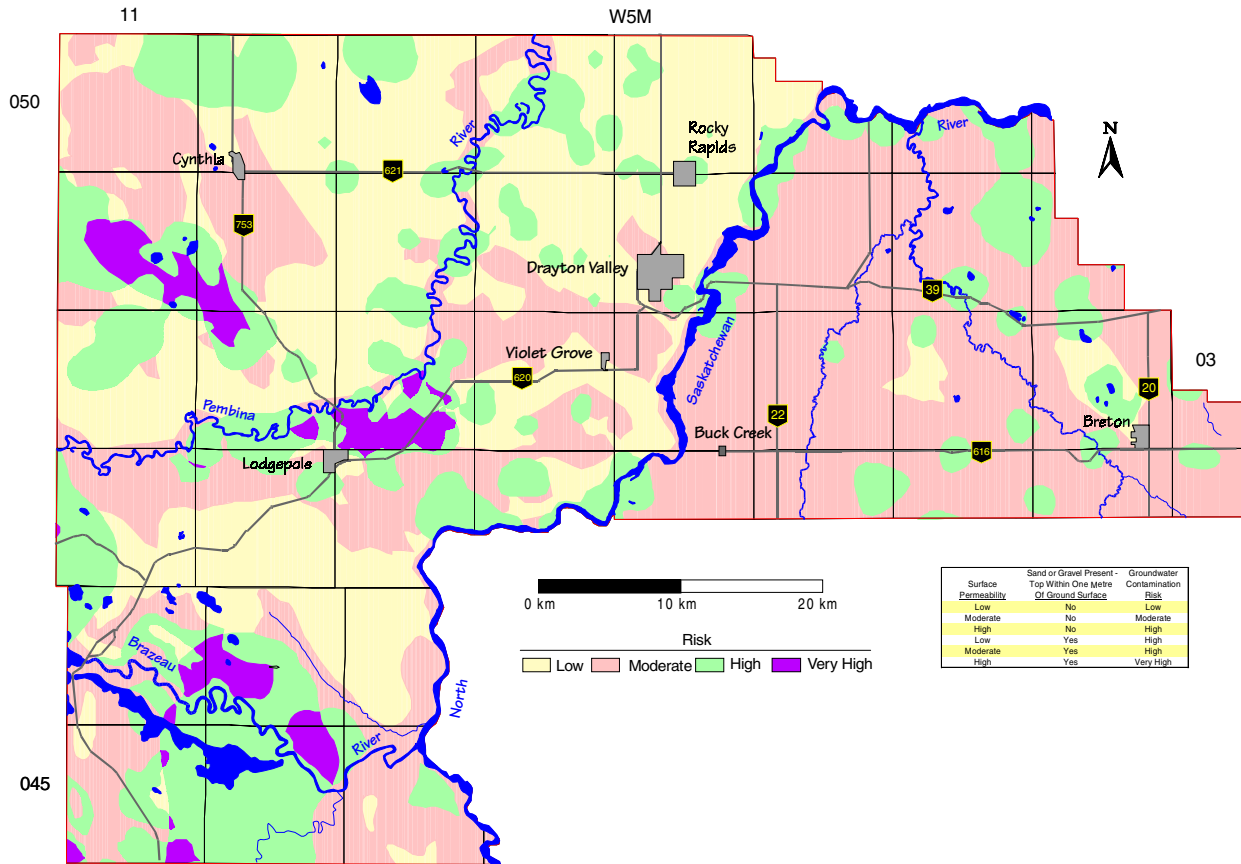 11
W5M
050
River
Rocky
Rapids
River
N
Cynthia
621
753
Drayton Valley
39
Violet Grove
620
Saskatchewan
03
20
Pembina
22
Buck Creek
Breton
616
Lodgepole
0 km 10 km 20 km
Risk
Low Moderate High Very High
Surface
Permeability
Sand or Gravel Present -
Top Within One Metre
Of Ground Surface
Groundwater
Contamination
Risk
Low No Low
Moderate No Moderate
High No High
Low Yes High
Moderate Yes High
High Yes Very High
Brazeau
North
River
045